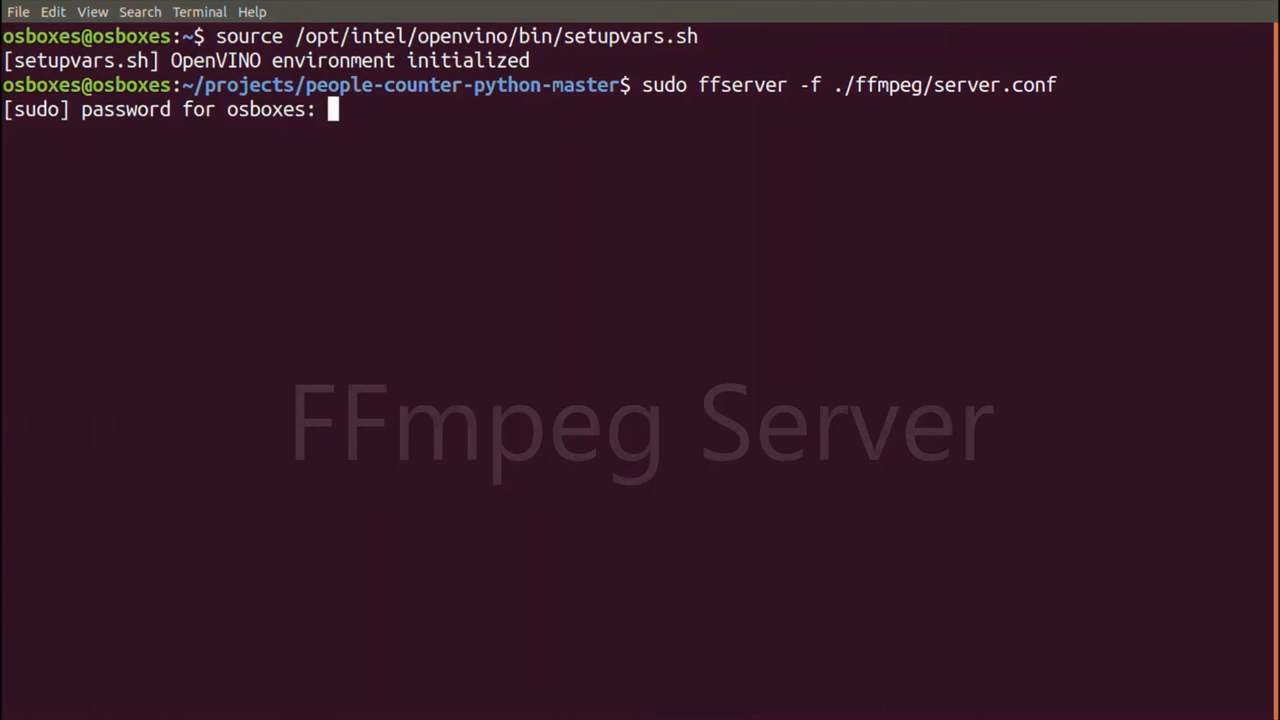 File Edit View Search Terminal Help
osboxes@osboxes:~$ source /opt/intel/openvino/bin/setupvars.sh
[setupvars.sh] OpenVINO environment initialized
osboxes@osboxes:~/projects/people-counter-python-master$ sudo ffserver -f ./ffmpeg/server.conf
[sudo] password for osboxes:
FFmpeg Server